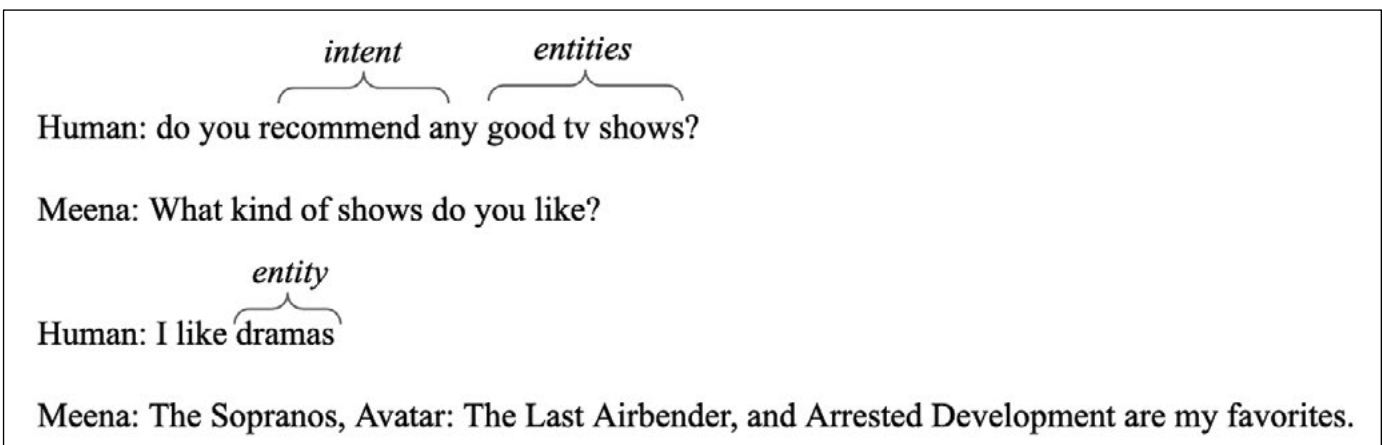 intent entities
Human: do you recommend any good tv shows?
Meena: What kind of shows do you like?
entity
Human: I like dramas
Meena: The Sopranos, Avatar: The Last Airbender, and Arrested Development are my favorites.